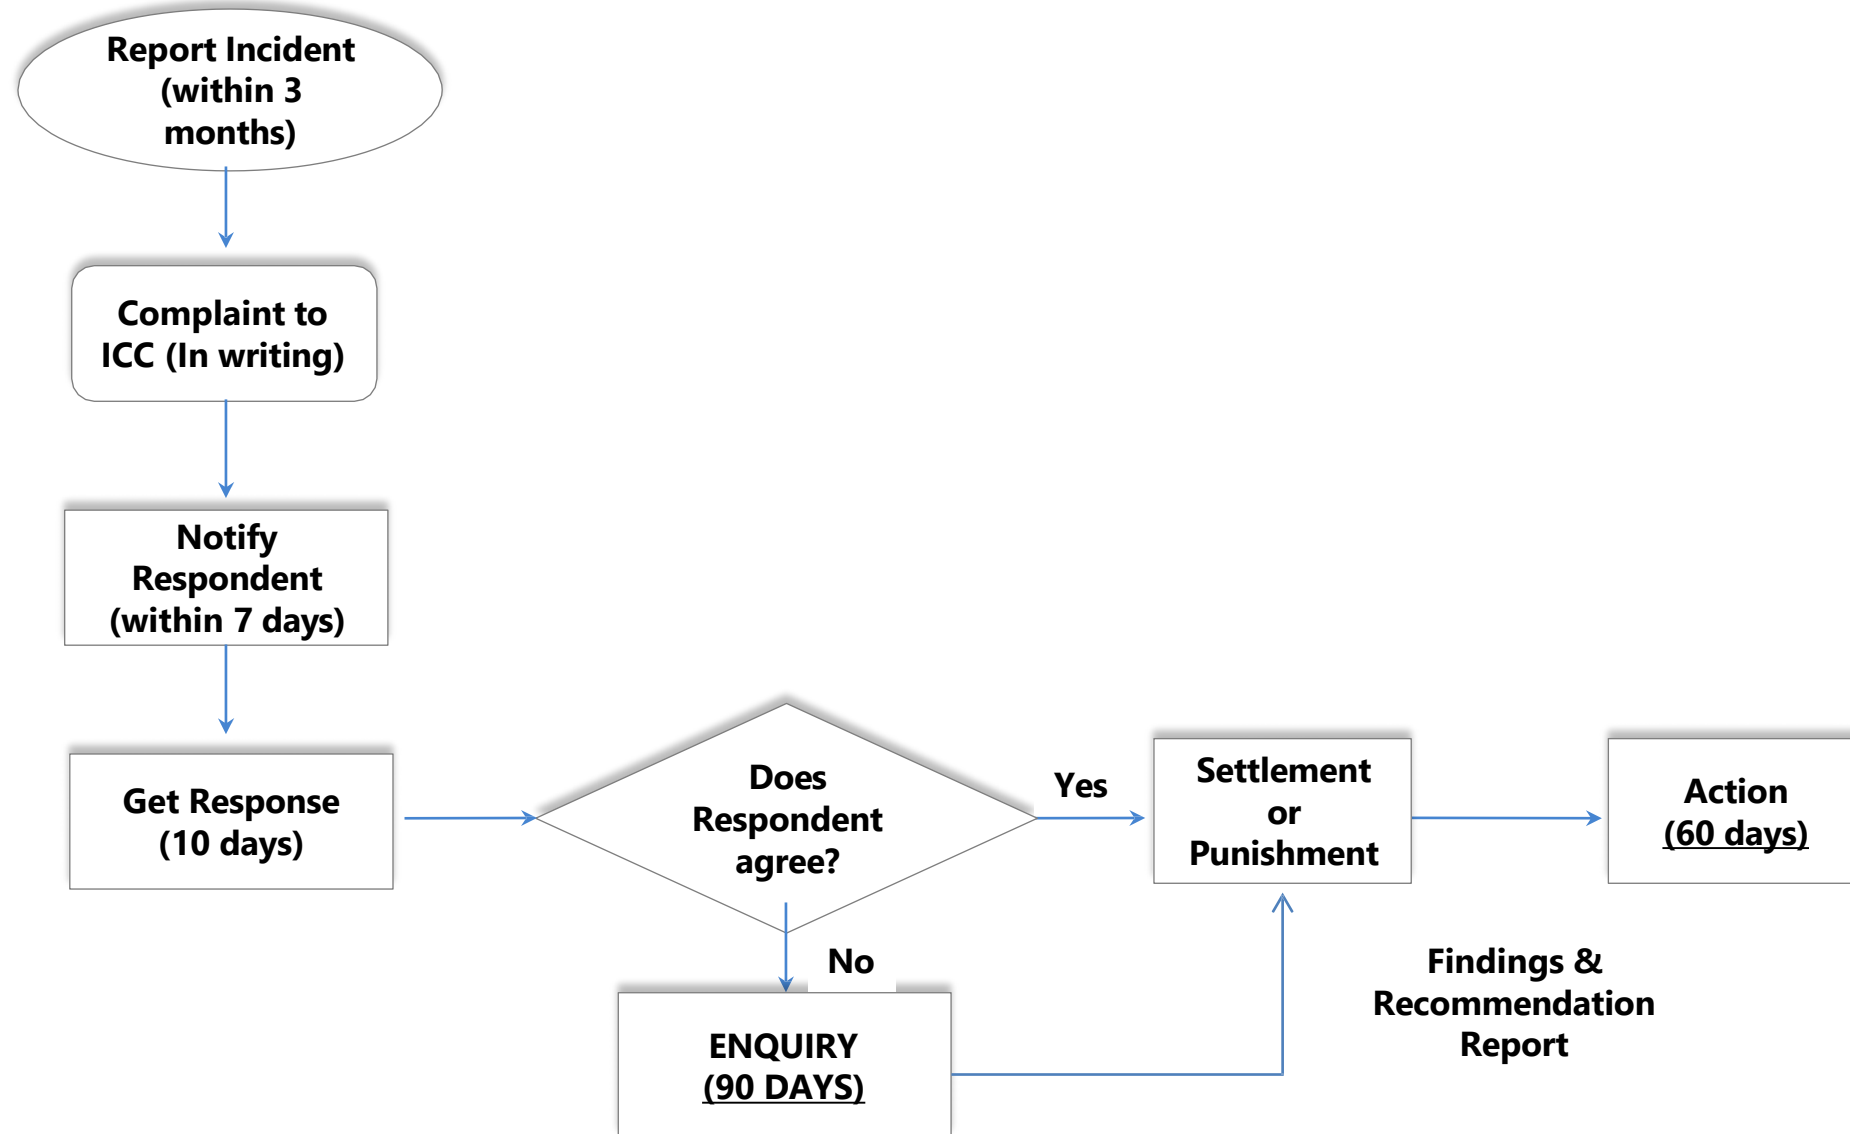 Report Incident
(within 3
months)
Complaint to
ICC (In writing)
Notify
Respondent
(within 7 days)
Get Response
(10 days)
Does
Respondent
agree?
Yes
No
Settlement
or
Punishment
Action
(60 days)
ENQUIRY
(90 DAYS)
Findings &
Recommendation
Report